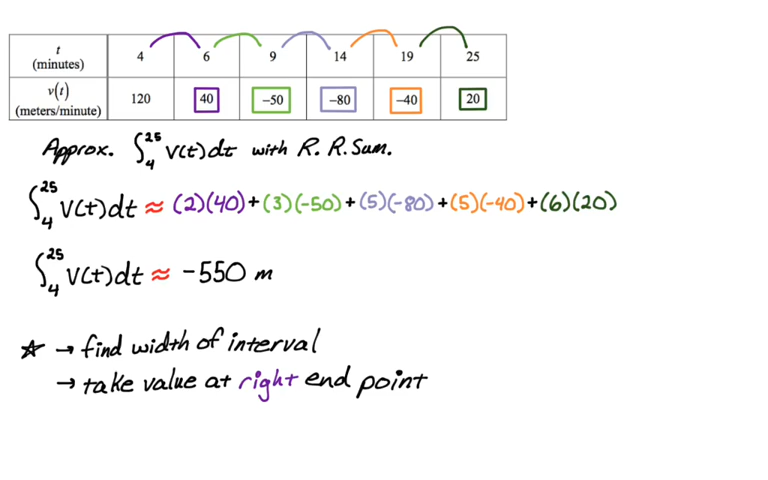 t (minutes) 4 6 9 14 19 25
v(t) (meters/minute) 120 40 −50 −80 −40 20
Approx. ∫₄²⁵ V(t)dt with R. R. Sum.
∫₄²⁵ V(t)dt ≈ (2)(40)+(3)(-50)+(5)(-80)+(5)(-40)+(6)(20)
∫₄²⁵ V(t)dt ≈ -550 m
☆ → find width of interval
→ take value at right end point